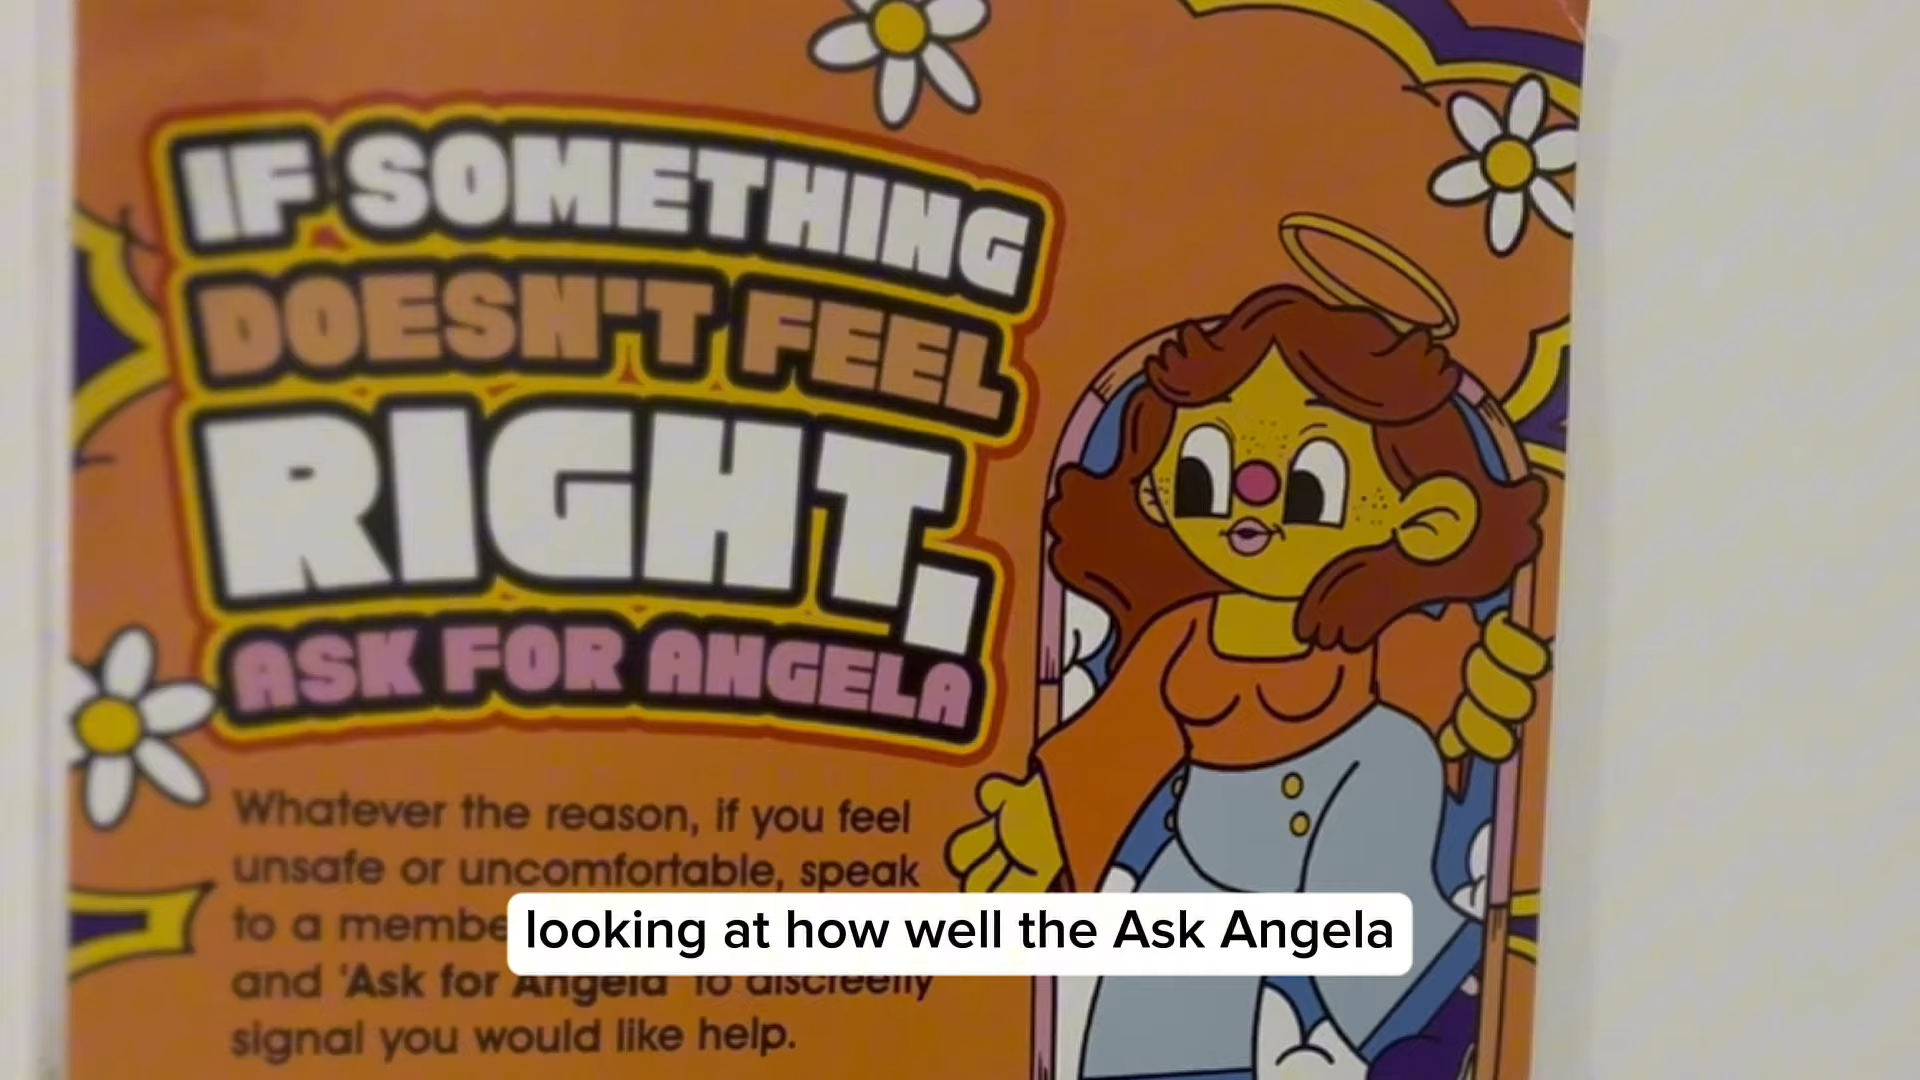 IF SOMETHING
DOESN'T FEEL
RIGHT,
ASK FOR ANGELA
Whatever the reason, if you feel
unsafe or uncomfortable, speak
to a membe
looking at how well the Ask Angela
and 'Ask for Angela' to discreetly
signal you would like help.